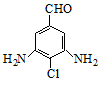 CHO
H₂N NH₂
Cl